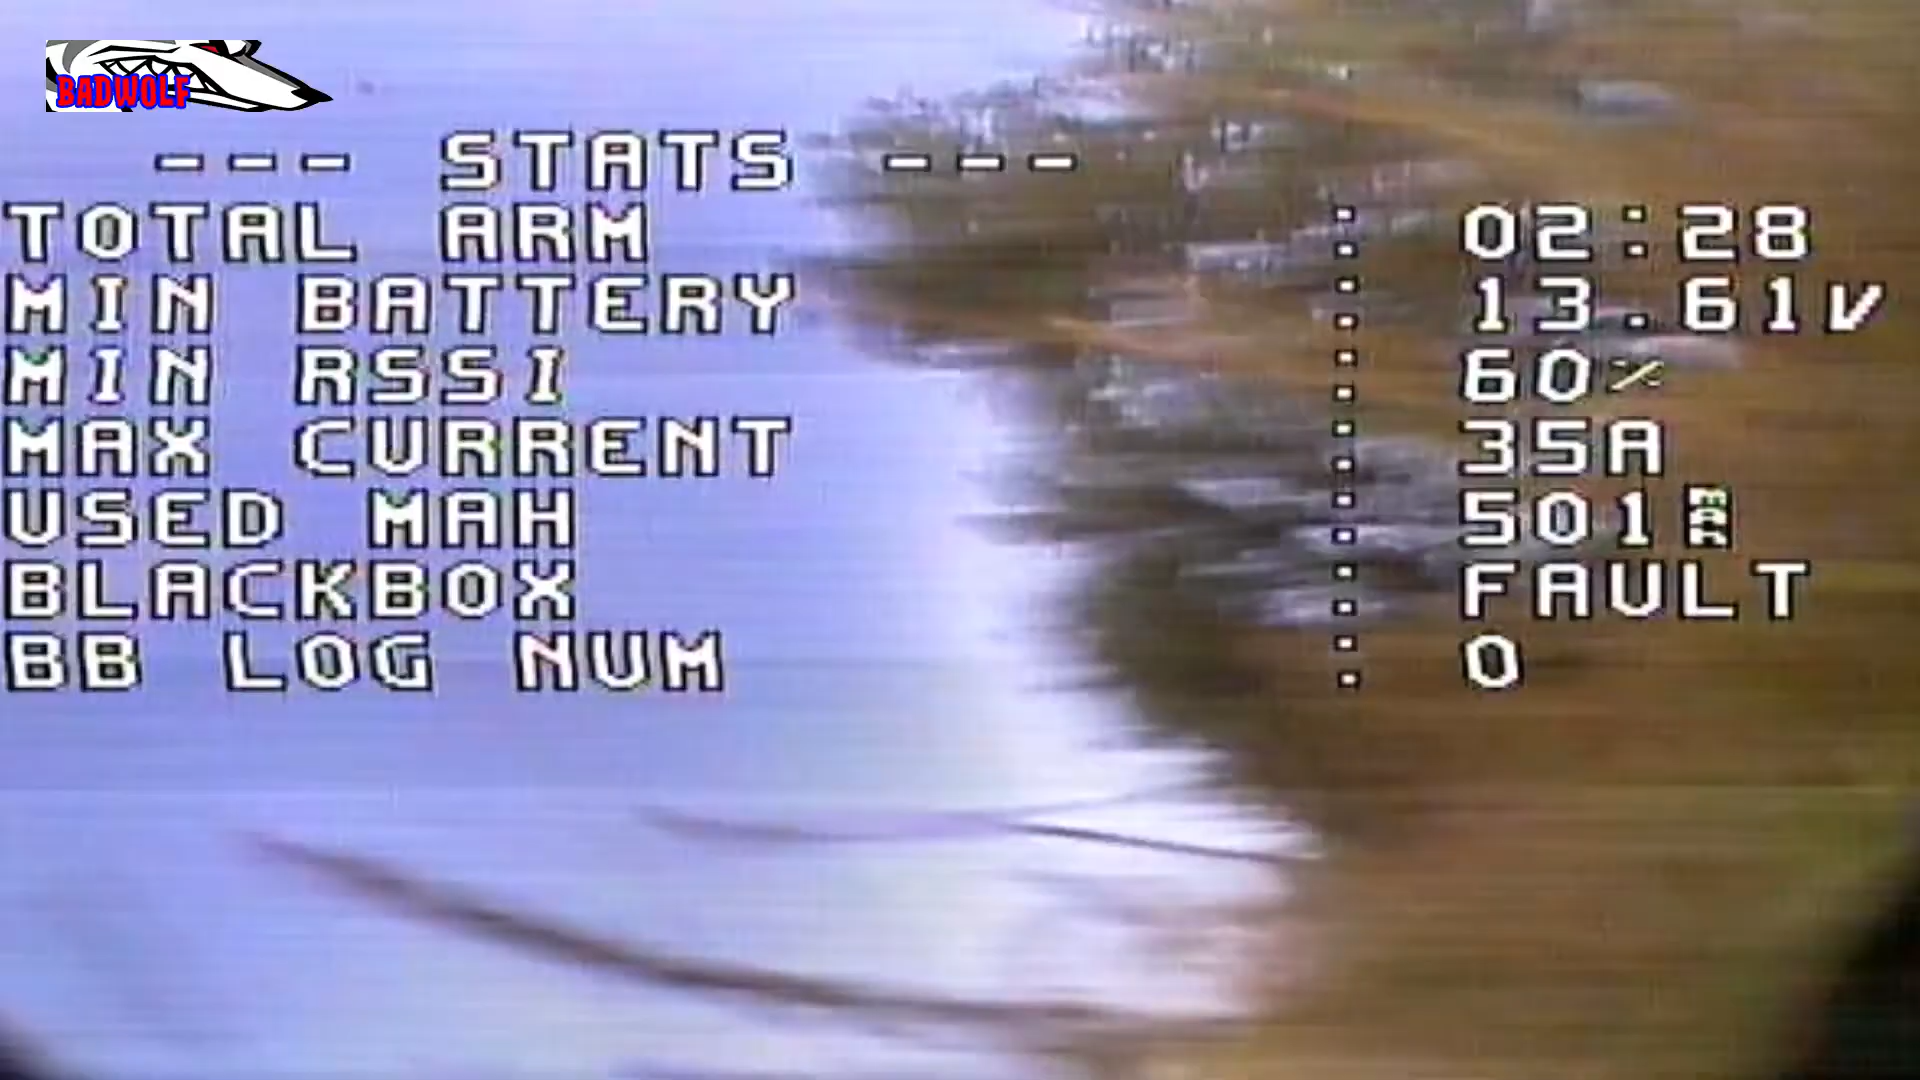 BADWOLF
--- STATS ---
TOTAL ARM : 02:28
MIN BATTERY : 13.61V
MIN RSSI : 60%
MAX CURRENT : 35A
USED MAH : 501MAH
BLACKBOX : FAULT
BB LOG NUM : 0